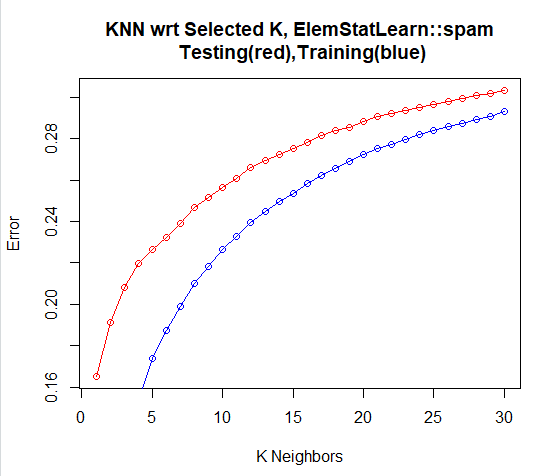 KNN wrt Selected K, ElemStatLearn::spam
Testing(red),Training(blue)
Error
0.28
0.24
0.20
0.16
0 5 10 15 20 25 30
K Neighbors